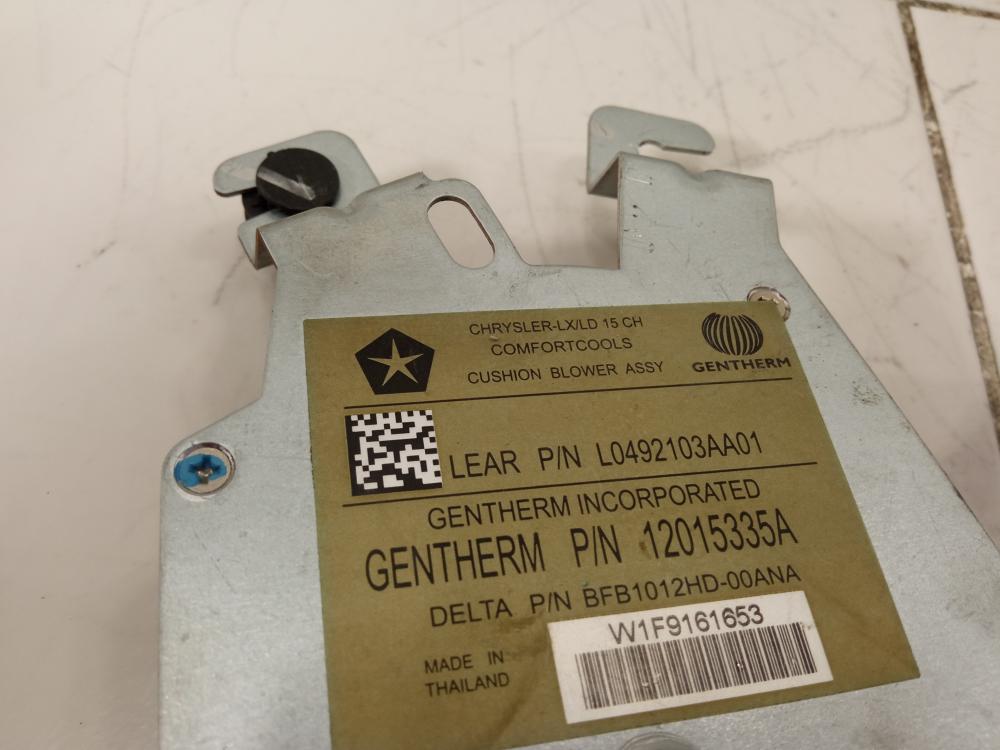 CHRYSLER-LX/LD 15 CH
COMFORTCOOLS
CUSHION BLOWER ASSY
GENTHERM
LEAR P/N L0492103AA01
GENTHERM INCORPORATED
GENTHERM P/N 12015335A
DELTA P/N BFB1012HD-00ANA
W1F9161653
MADE IN
THAILAND